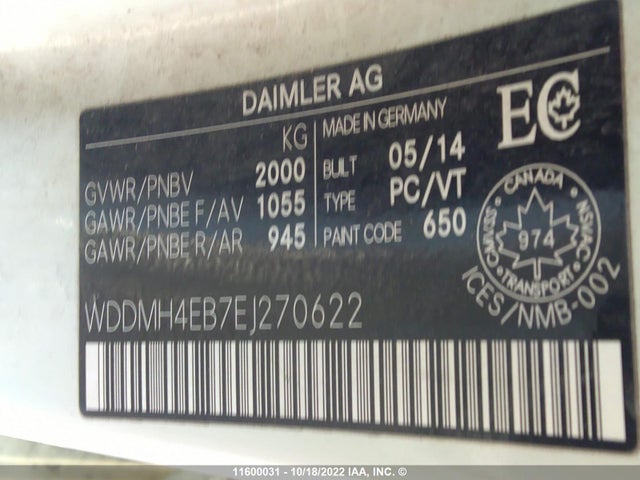 DAIMLER AG
KG
GVWR/PNBV 2000
GAWR/PNBE F/AV 1055
GAWR/PNBE R/AR 945
MADE IN GERMANY
BUILT 05/14
TYPE PC/VT
PAINT CODE 650
EC
CANADA
CMVSS NSVAC
974
TRANSPORT
ICES/NMB-002
WDDMH4EB7EJ270622
11600031 - 10/18/2022 IAA, INC. ©